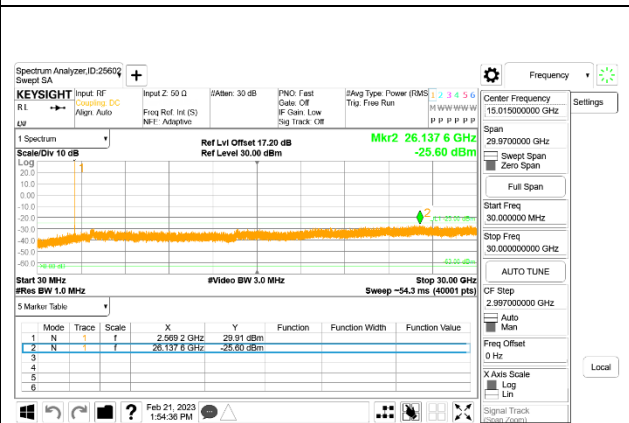 Spectrum Analyzer,ID:25602
Swept SA
+
Frequency
KEYSIGHT
Input: RF
Input Z: 50 Ω
#Atten: 30 dB
PNO: Fast
#Avg Type: Power (RMS
1 2 3 4 5 6
RL
Coupling: DC
Gate: Off
Trig: Free Run
M W W W W W
Align: Auto
Freq Ref: Int (S)
IF Gain: Low
NFE: Adaptive
Sig Track: Off
P P P P P P
Center Frequency
15.015000000 GHz
Settings
1 Spectrum
Ref Lvl Offset 17.20 dB
Mkr2 26.137 6 GHz
Scale/Div 10 dB
Ref Level 30.00 dBm
-25.60 dBm
Log
Span
29.9700000 GHz
Swept Span
Zero Span
Full Span
20.0
10.0
0.00
-10.0
-20.0
-30.0
-40.0
-50.0
-60.0
1
2
Start Freq
30.000000 MHz
Stop Freq
30.000000000 GHz
AUTO TUNE
Start 30 MHz
#Video BW 3.0 MHz
Stop 30.00 GHz
#Res BW 1.0 MHz
Sweep ~54.3 ms (40001 pts)
CF Step
2.997000000 GHz
Auto
Man
5 Marker Table
Mode Trace Scale X Y Function Function Width Function Value
1 N 1 f 2.569 2 GHz 29.91 dBm
2 N 1 f 26.137 6 GHz -25.60 dBm
3
4
5
6
Freq Offset
0 Hz
X Axis Scale
Log
Lin
Local
Signal Track
(Span Zoom)
?
Feb 21, 2023
1:54:36 PM